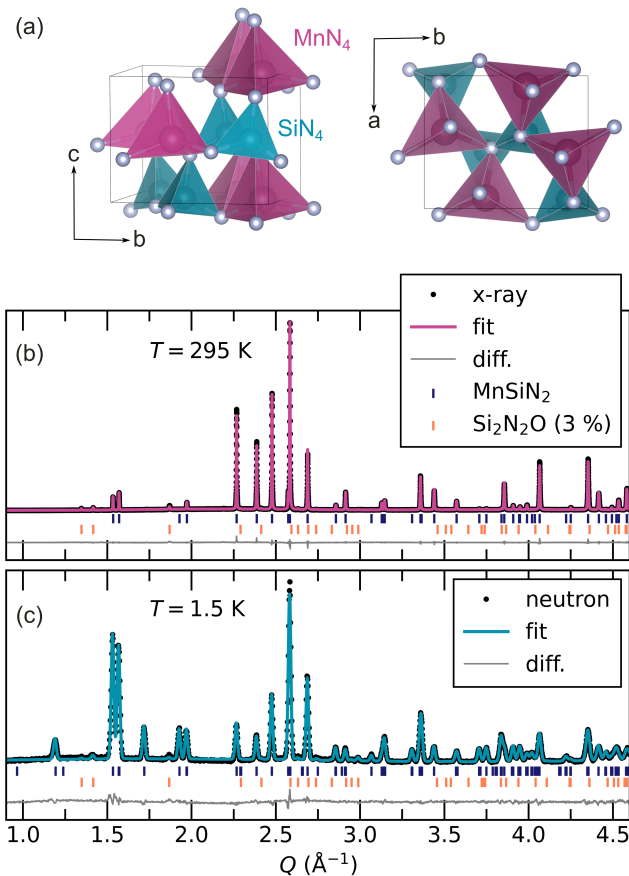 (a)
MnN₄
SiN₄
c
b
b
a
(b)
T = 295 K
x-ray
fit
diff.
MnSiN₂
Si₂N₂O (3 %)
(c)
T = 1.5 K
neutron
fit
diff.
1.0 1.5 2.0 2.5 3.0 3.5 4.0 4.5
Q (Å⁻¹)